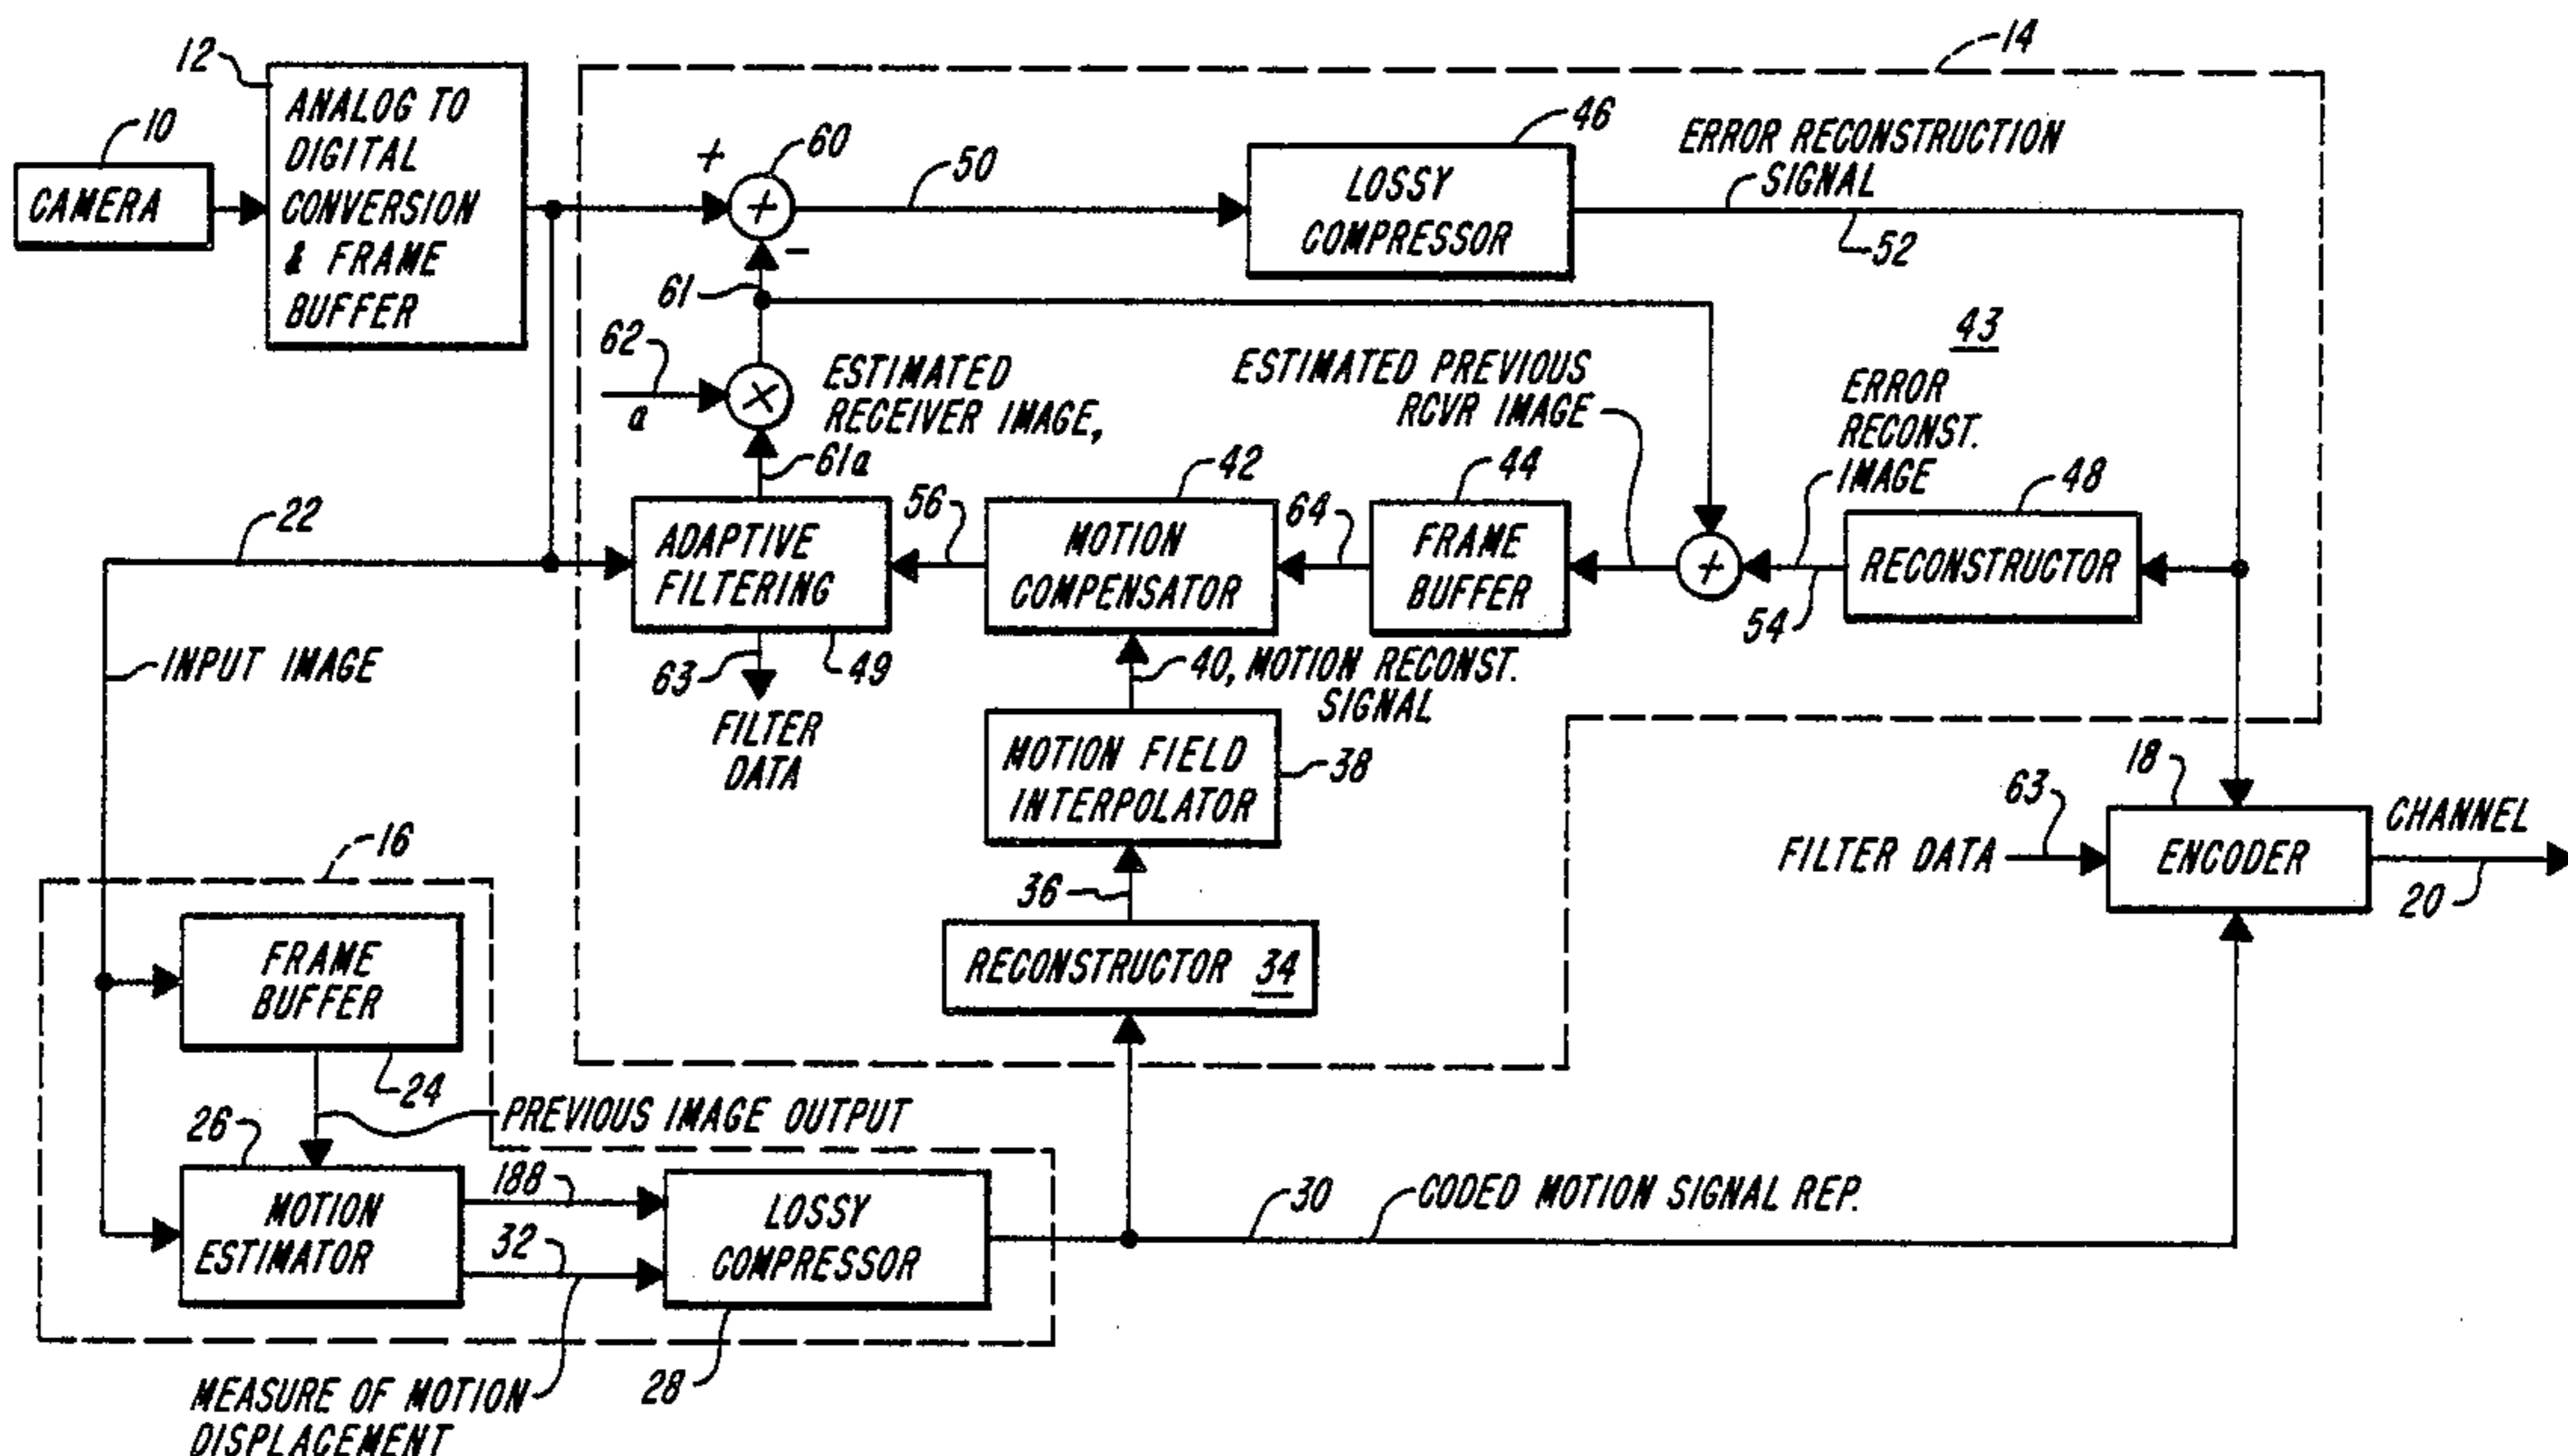 12
ANALOG TO
DIGITAL
CONVERSION
& FRAME
BUFFER
10
CAMERA
14
+
60
+
-
50
46
LOSSY
COMPRESSOR
ERROR RECONSTRUCTION
SIGNAL
52
61
62
a
X
ESTIMATED
RECEIVER IMAGE,
61a
ESTIMATED PREVIOUS
RCVR IMAGE
43
ERROR
RECONST.
IMAGE
22
ADAPTIVE
FILTERING
49
63
FILTER
DATA
56
42
MOTION
COMPENSATOR
64
44
FRAME
BUFFER
+
54
48
RECONSTRUCTOR
INPUT IMAGE
40, MOTION RECONST.
SIGNAL
MOTION FIELD
INTERPOLATOR
38
36
RECONSTRUCTOR 34
18
63
FILTER DATA
ENCODER
CHANNEL
20
16
FRAME
BUFFER
24
PREVIOUS IMAGE OUTPUT
26
MOTION
ESTIMATOR
188
32
LOSSY
COMPRESSOR
28
30
CODED MOTION SIGNAL REP.
MEASURE OF MOTION
DISPLACEMENT